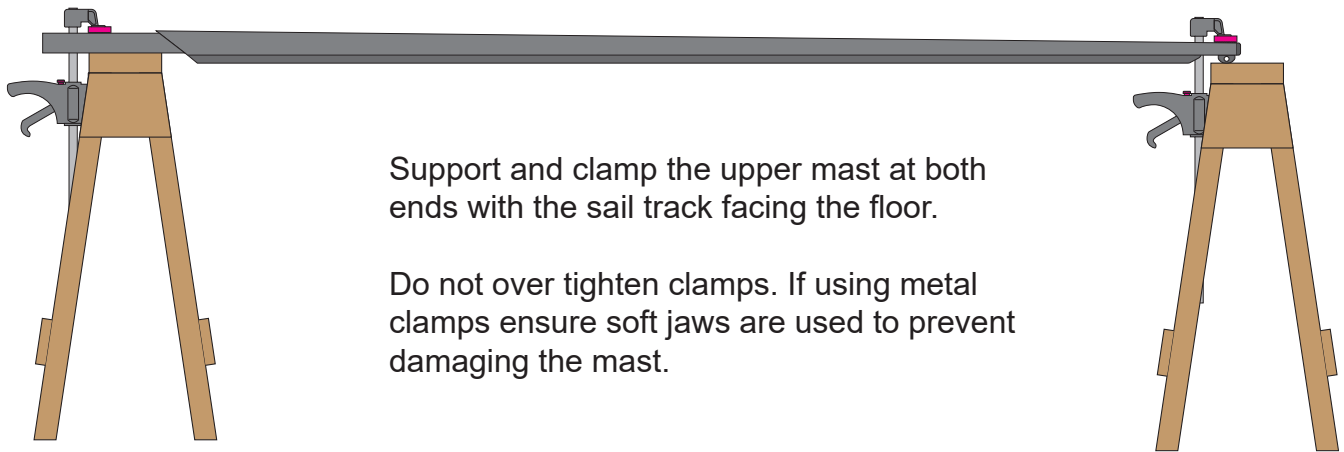 Support and clamp the upper mast at both
ends with the sail track facing the floor.
Do not over tighten clamps. If using metal
clamps ensure soft jaws are used to prevent
damaging the mast.